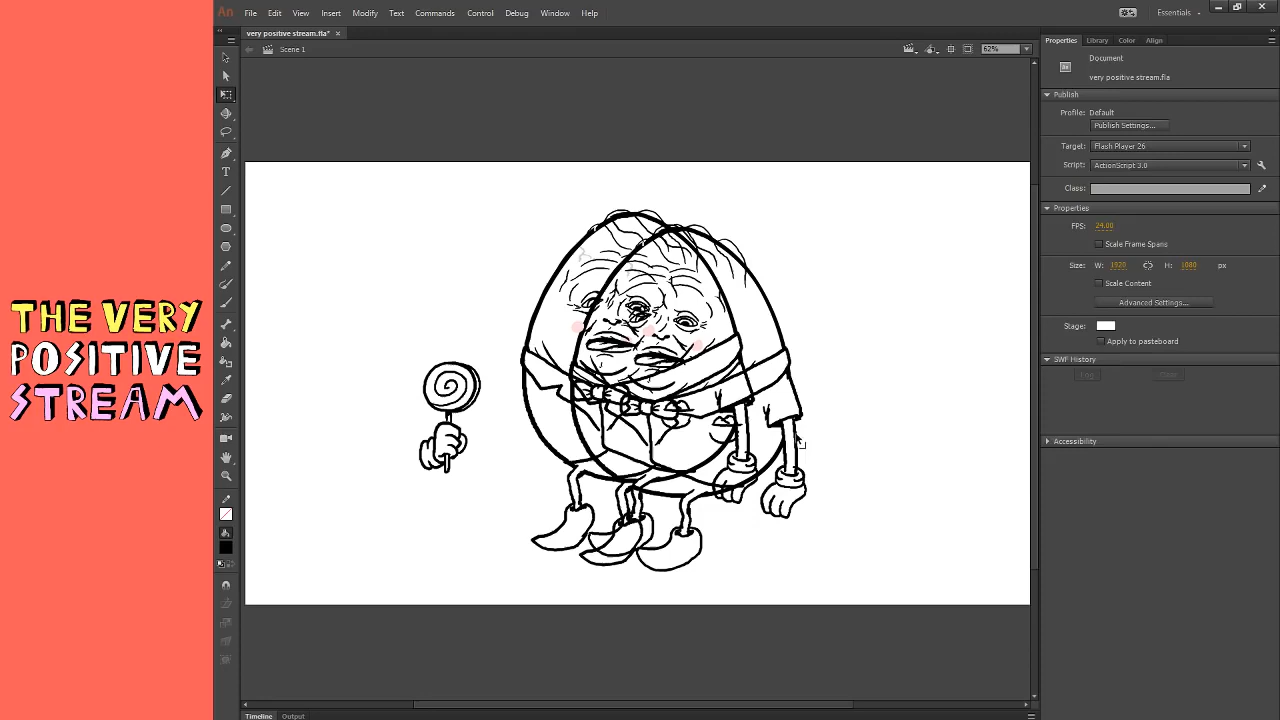 An File Edit View Insert Modify Text Commands Control Debug Window Help Essentials
very positive stream.fla* ×
Scene 1 62%
Properties Library Color Align
Document
very positive stream.fla
Publish
Profile: Default
Publish Settings...
Target: Flash Player 26
Script: ActionScript 3.0
Class:
Properties
FPS: 24.00
Scale Frame Spans
Size: W: 1920 H: 1080 px
Scale Content
Advanced Settings...
Stage:
Apply to pasteboard
SWF History
Log Clear
Accessibility
THE VERY
POSITIVE
STREAM
Timeline Output